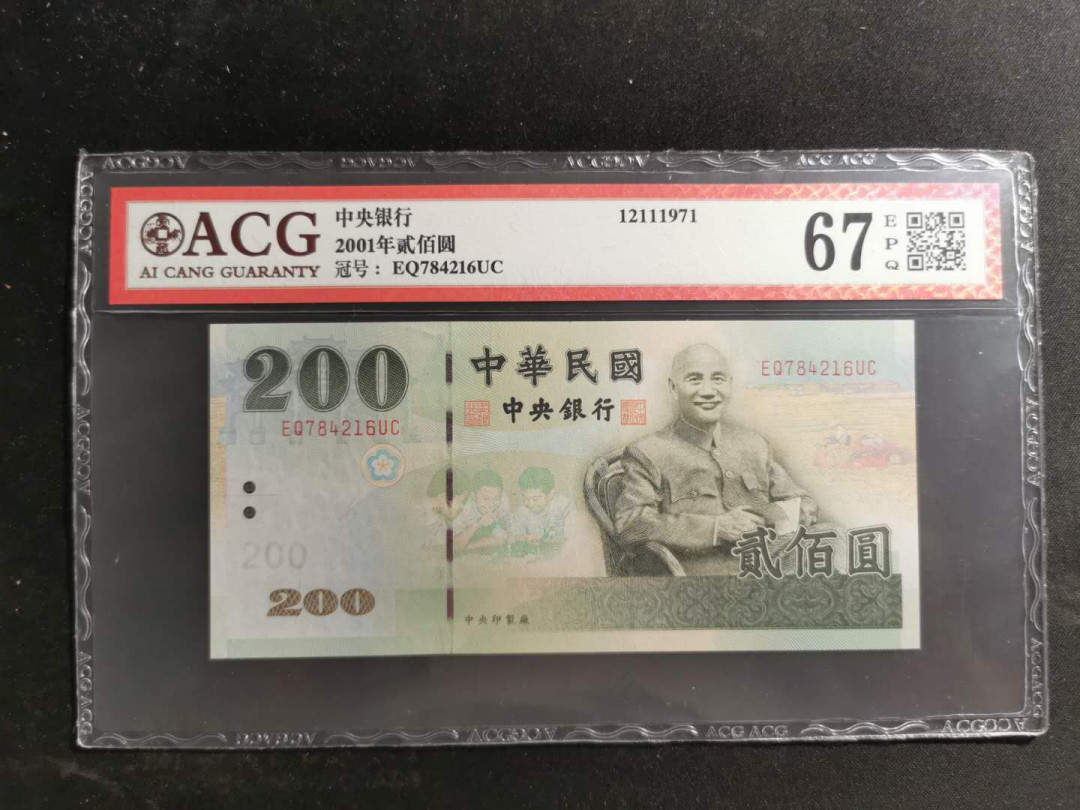 ACG
AI CANG GUARANTY
中央银行
2001年贰佰圆
冠号：EQ784216UC
12111971
67
EPQ
200
EQ784216UC
中華民國
中央銀行
EQ784216UC
200
200
貳佰圓
中央印製廠